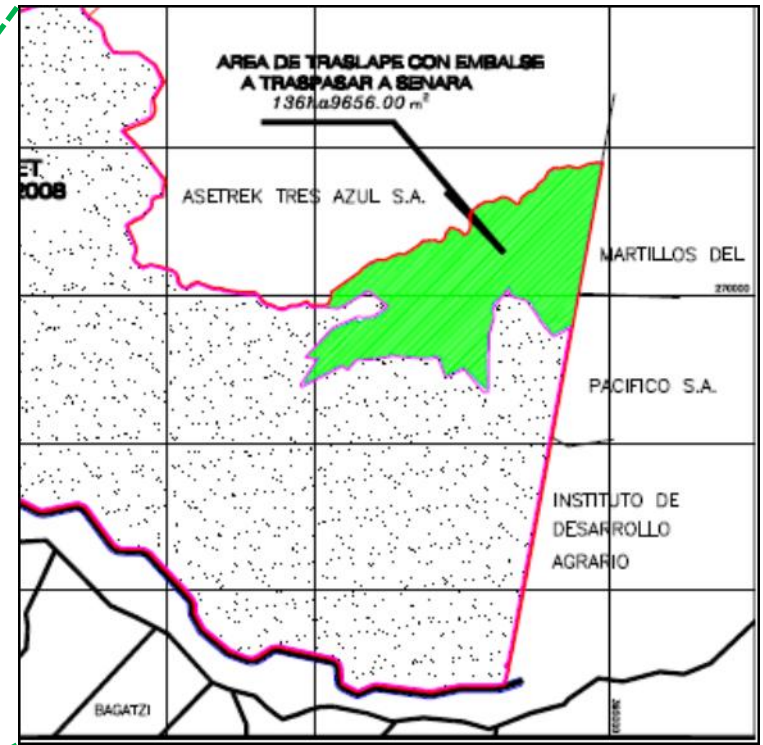 AREA DE TRASLAPE CON EMBALSE
A TRASPASAR A SENARA
136ha9656.00 m²
ET
2008
ASETREK TRES AZUL S.A.
MARTILLOS DEL
270000
PACIFICO S.A.
INSTITUTO DE
DESARROLLO
AGRARIO
BAGATZI